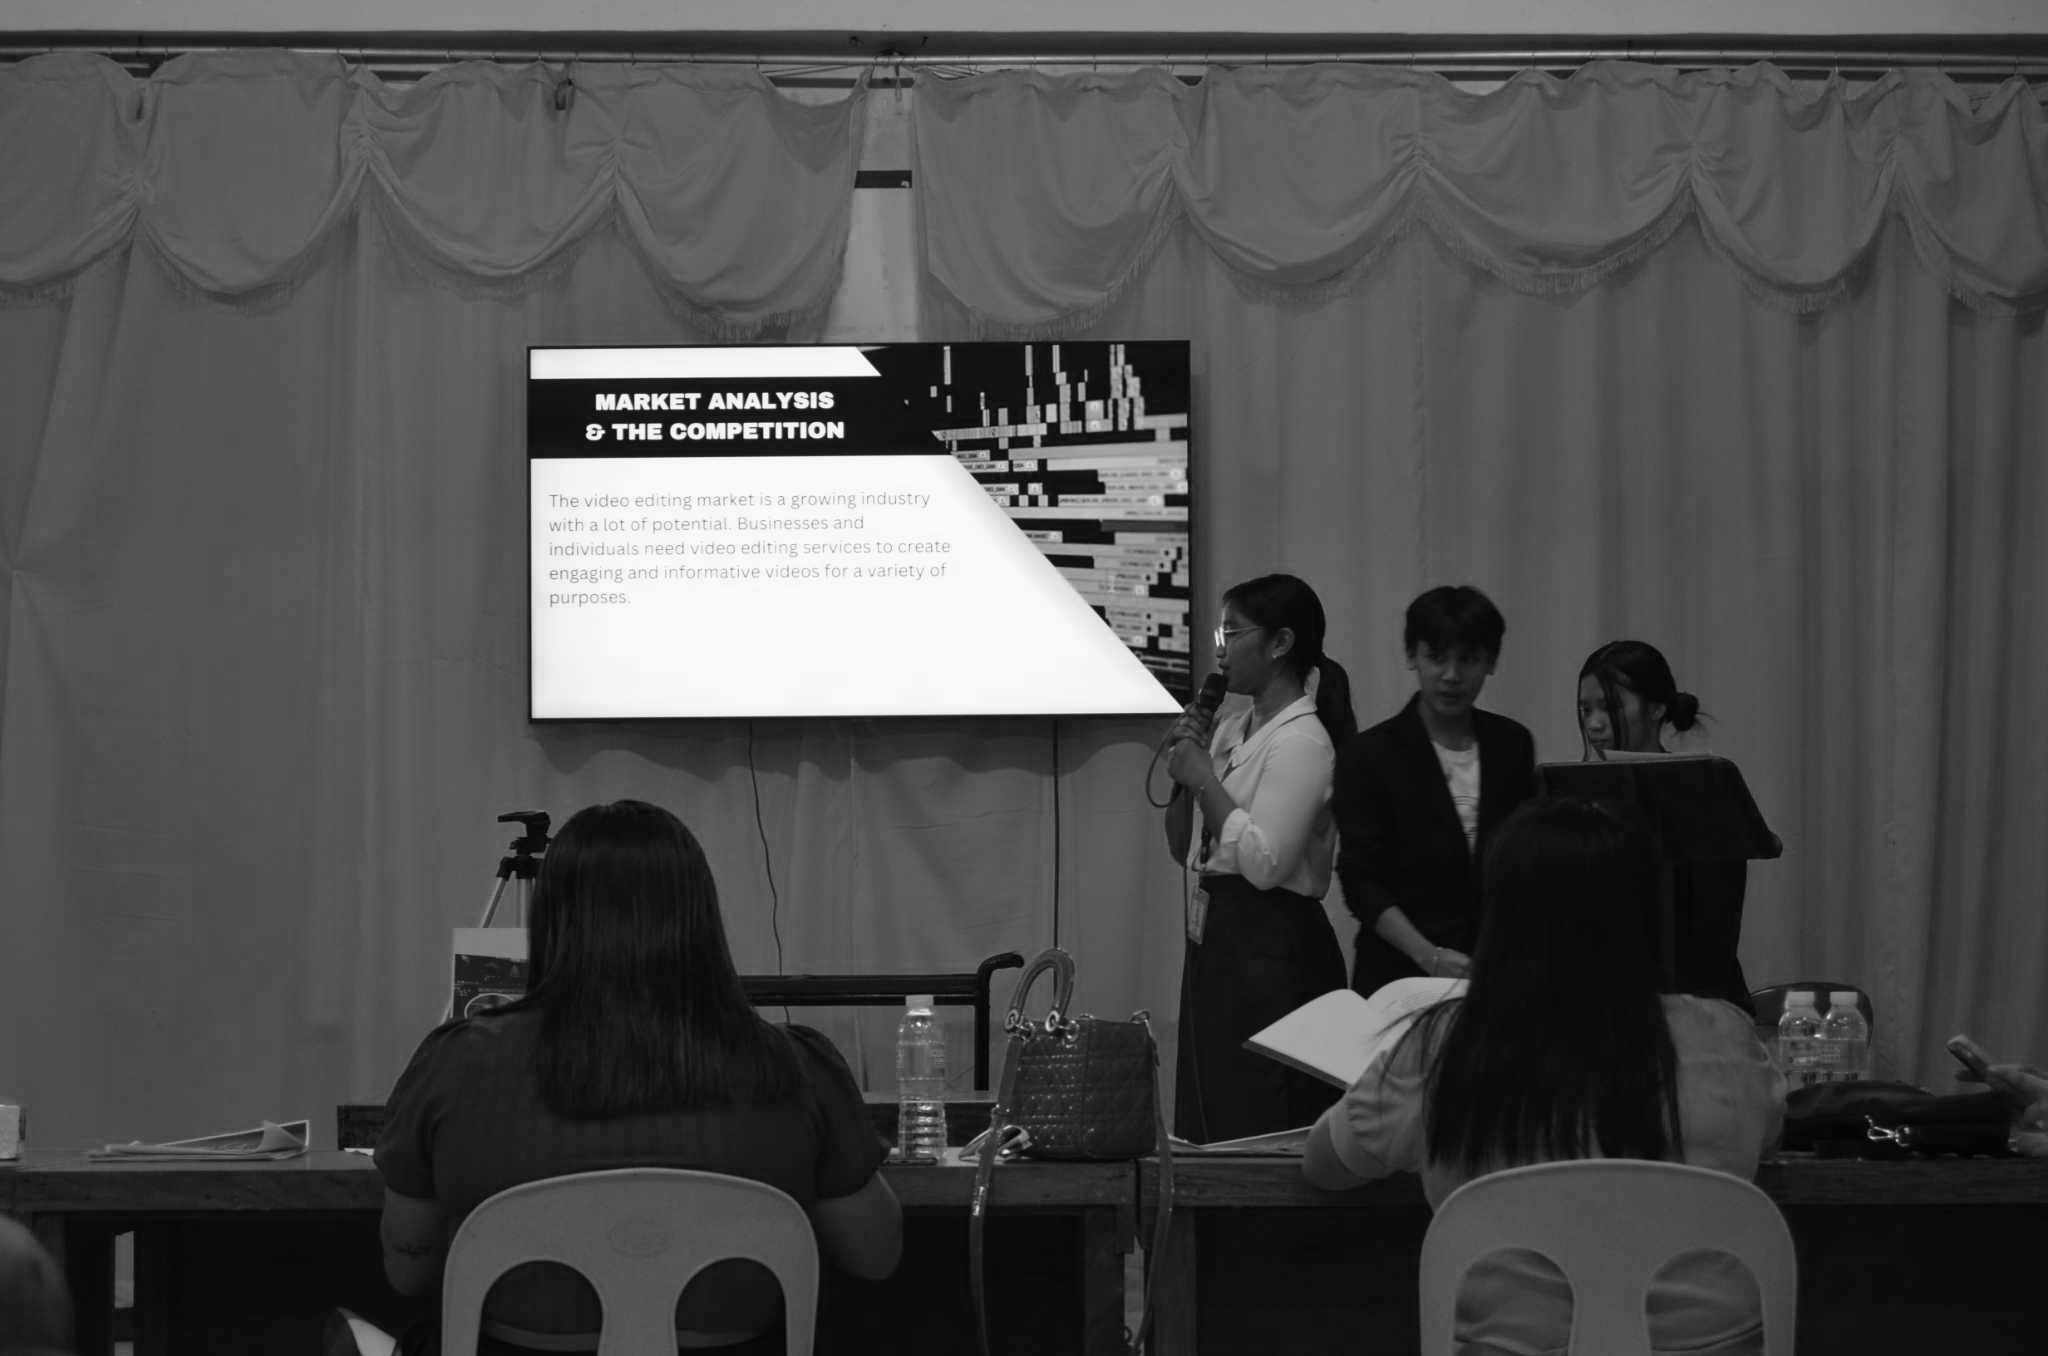 MARKET ANALYSIS
& THE COMPETITION
The video editing market is a growing industry
with a lot of potential. Businesses and
individuals need video editing services to create
engaging and informative videos for a variety of
purposes.